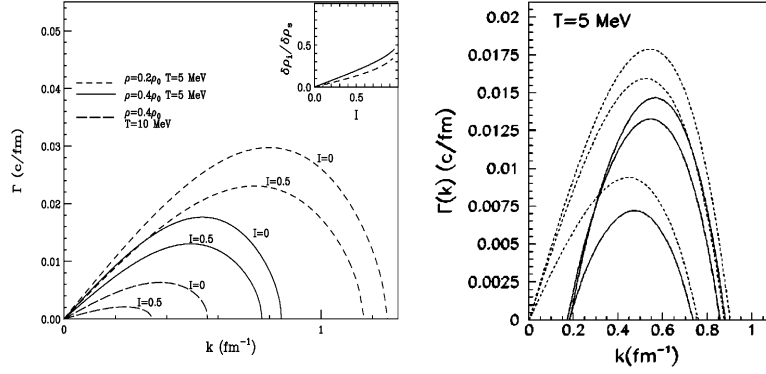 0.05
0.04
0.03
0.02
0.01
0.00
Γ (c/fm)
ρ=0.2ρ₀ T=5 MeV
ρ=0.4ρ₀ T=5 MeV
ρ=0.4ρ₀
T=10 MeV
δρᵢ/δρₛ
0.5
0.0
0.0 0.5
I
I=0
I=0.5
I=0
I=0.5
I=0
I=0.5
0 1
k (fm⁻¹)
T=5 MeV
0.02
0.0175
0.015
0.0125
0.01
0.0075
0.005
0.0025
0
Γ(k) (c/fm)
0 0.2 0.4 0.6 0.8 1
k(fm⁻¹)